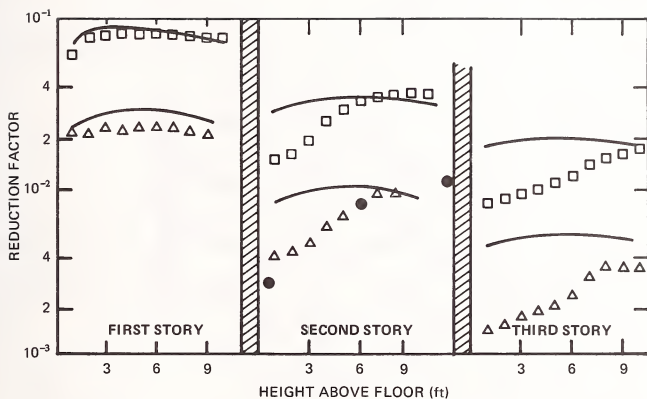 REDUCTION FACTOR
10⁻¹
4
2
10⁻²
4
2
10⁻³
FIRST STORY
SECOND STORY
THIRD STORY
3 6 9 3 6 9 3 6 9
HEIGHT ABOVE FLOOR (ft)